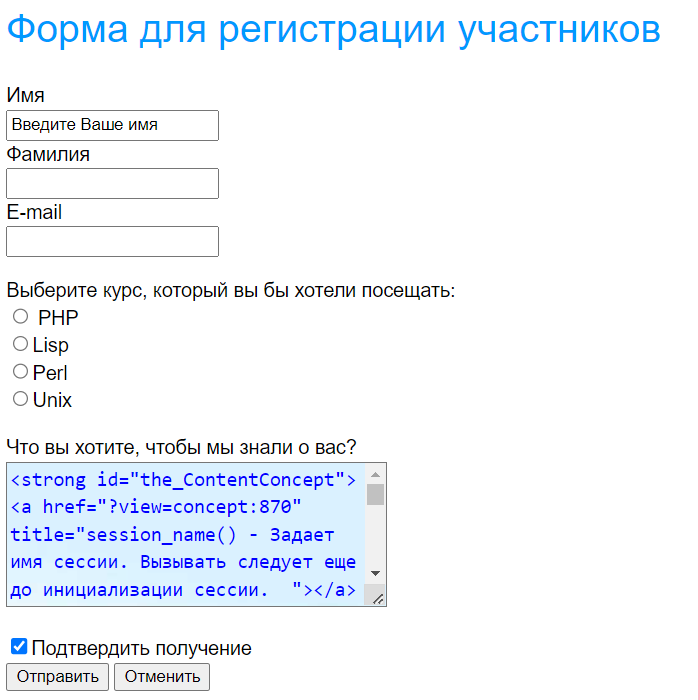 Форма для регистрации участников
Имя
Введите Ваше имя
Фамилия
E-mail
Выберите курс, который вы бы хотели посещать:
PHP
Lisp
Perl
Unix
Что вы хотите, чтобы мы знали о вас?
<strong id="the_ContentConcept">
<a href="?view=concept:870"
title="session_name() - Задает
имя сессии. Вызывать следует еще
до инициализации сессии.  "></a>
Подтвердить получение
Отправить Отменить